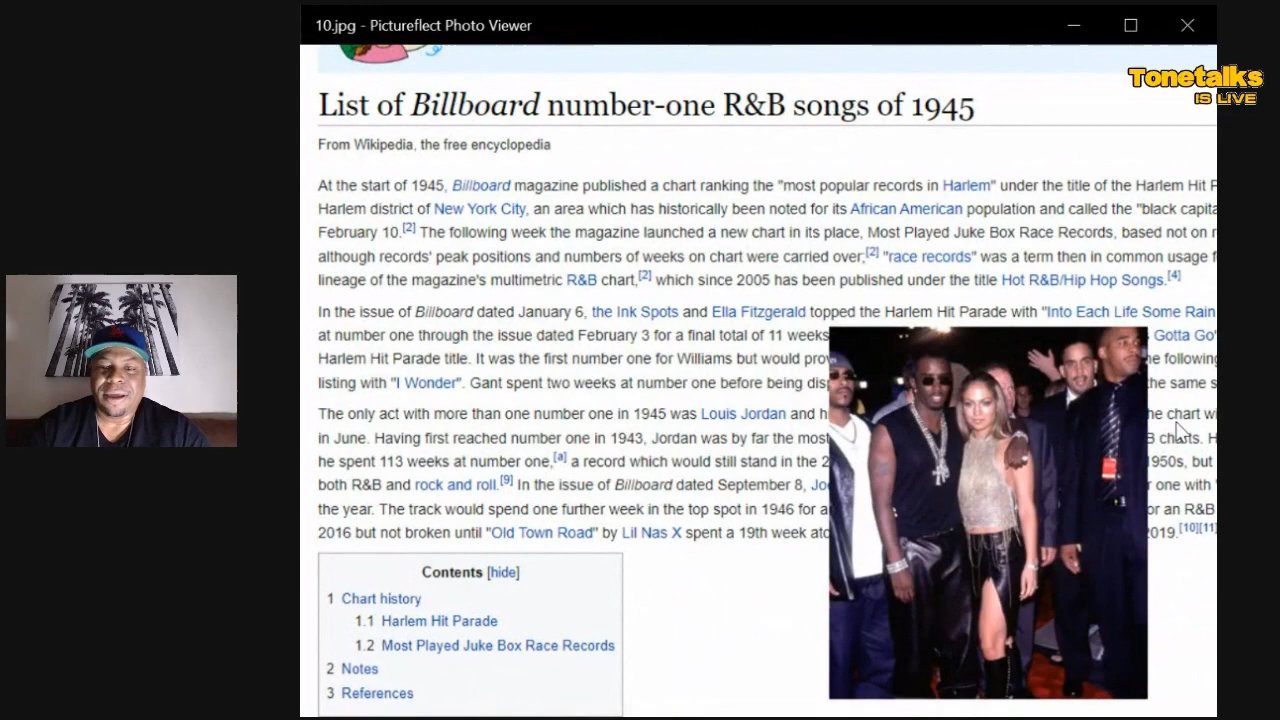 10.jpg - Pictureflect Photo Viewer
Tonetalks
IS LIVE
List of Billboard number-one R&B songs of 1945
From Wikipedia, the free encyclopedia
At the start of 1945, Billboard magazine published a chart ranking the "most popular records in Harlem" under the title of the Harlem Hit
Harlem district of New York City, an area which has historically been noted for its African American population and called the "black
February 10.[2] The following week the magazine launched a new chart in its place, Most Played Juke Box Race Records, based not on
although records' peak positions and numbers of weeks on chart were carried over;[2] "race records" was a term then in common usage
lineage of the magazine's multimetric R&B chart,[2] which since 2005 has been published under the title Hot R&B/Hip Hop Songs.[4]
In the issue of Billboard dated January 6, the Ink Spots and Ella Fitzgerald topped the Harlem Hit Parade with "Into Each Life Some Rain
at number one through the issue dated February 3 for a final total of 11 weeks Gotta Go"
Harlem Hit Parade title. It was the first number one for Williams but would following
listing with "I Wonder". Gant spent two weeks at number one before being the same
The only act with more than one number one in 1945 was Louis Jordan and chart
in June. Having first reached number one in 1943, Jordan was by far the most B charts.
he spent 113 weeks at number one,[a] a record which would still stand in the 1950s, but
both R&B and rock and roll.[9] In the issue of Billboard dated September 8, one with
the year. The track would spend one further week in the top spot in 1946 for an R&B
2016 but not broken until "Old Town Road" by Lil Nas X spent a 19th week 2019.[10][11]
Contents [hide]
1 Chart history
1.1 Harlem Hit Parade
1.2 Most Played Juke Box Race Records
2 Notes
3 References